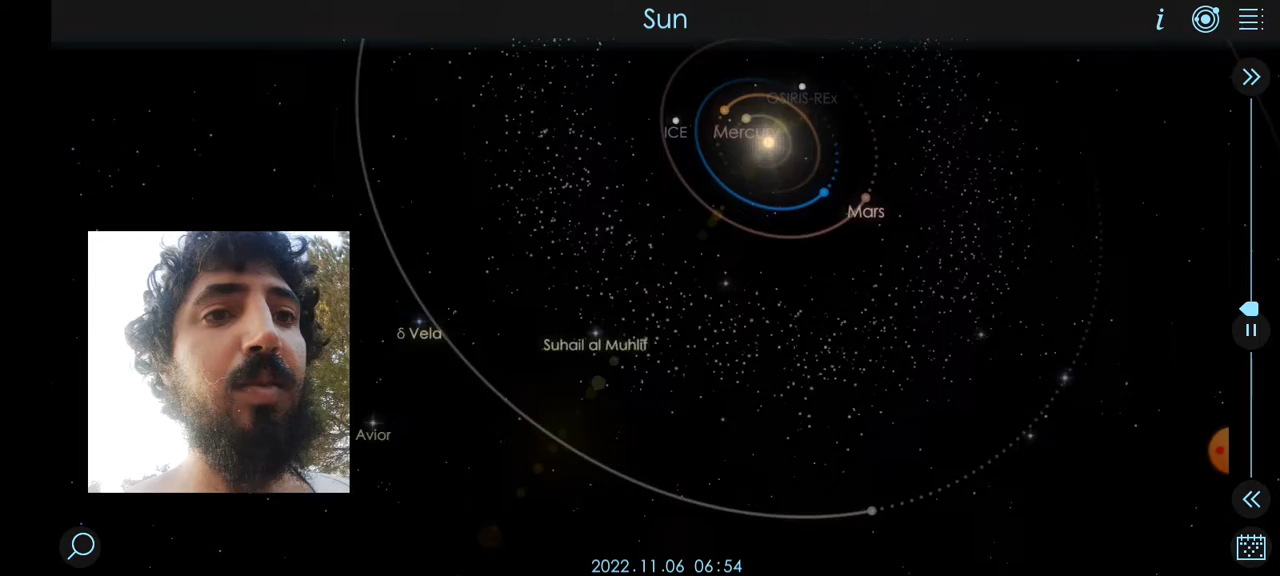 Sun
i
OSIRIS-REx
ICE
Mercury
Mars
δ Vela
Suhail al Muhlif
Avior
2022.11.06 06:54